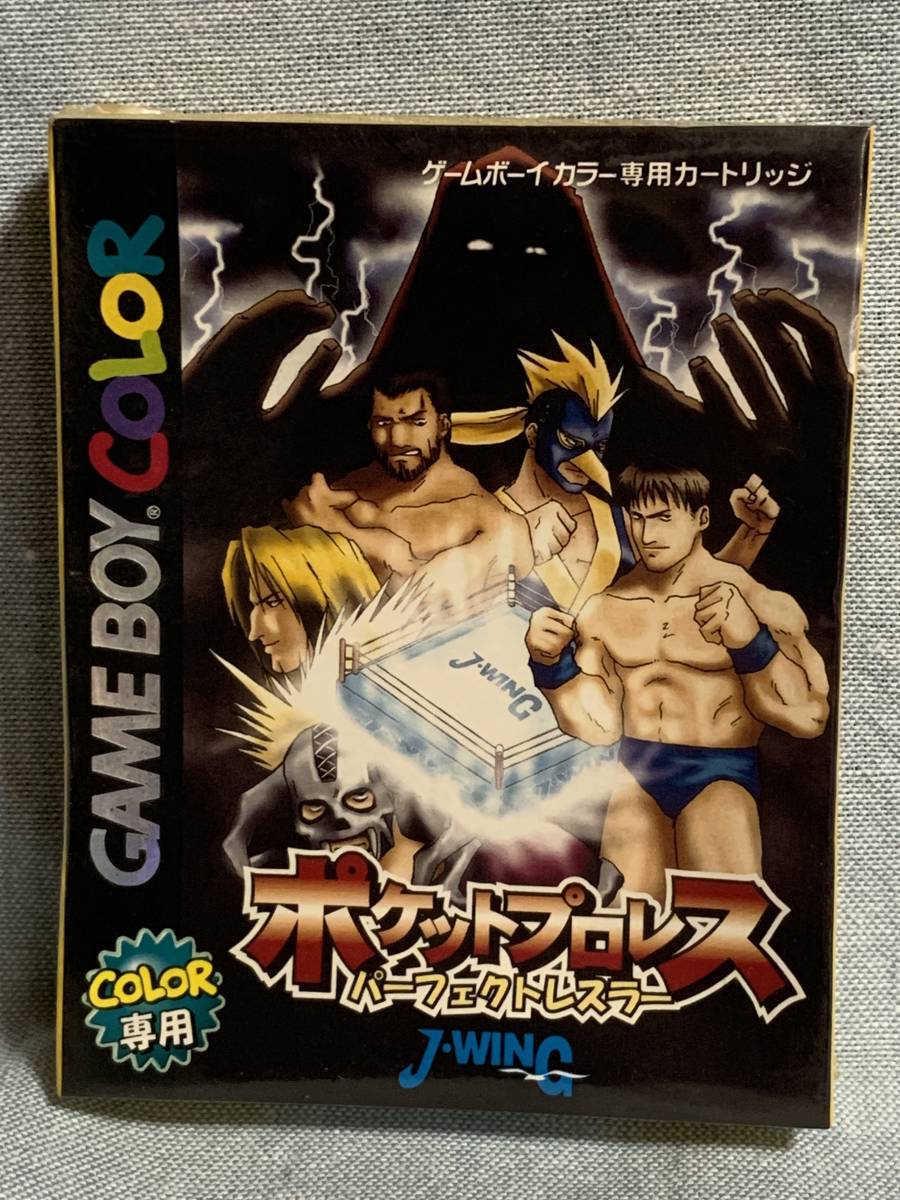 ゲームボーイカラー専用カートリッジ
GAME BOY® COLOR
J・WING
ポケットプロレス
パーフェクトレスラー
COLOR
専用
J・WING